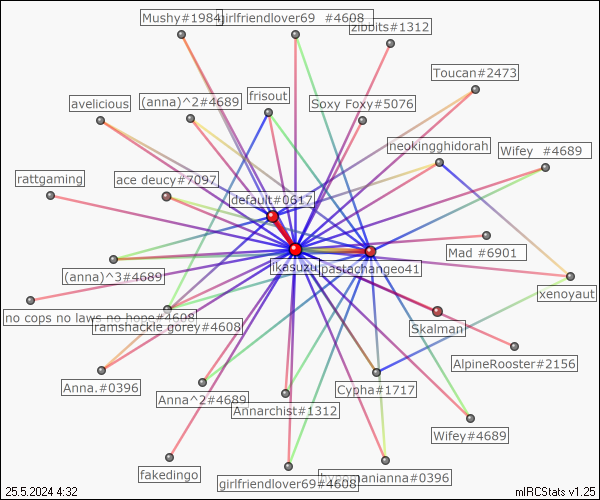 Mushy#1984
girlfriendlover69 #4608
zibbits#1312
Toucan#2473
avelicious
(anna)^2#4689
frisout
Soxy Foxy#5076
neokingghidorah
Wifey #4689
rattgaming
ace deucy#7097
default#0617
(anna)^3#4689
ikasuzu
pastachangeo41
Mad #6901
xenoyaut
no cops no laws no hope#4608
ramshackle gorey#4608
Skalman
AlpineRooster#2156
Anna.#0396
Anna^2#4689
Annarchist#1312
Cypha#1717
Wifey#4689
fakedingo
girlfriendlover69#4608
hypnomanianna#0396
25.5.2024 4:32
mIRCStats v1.25